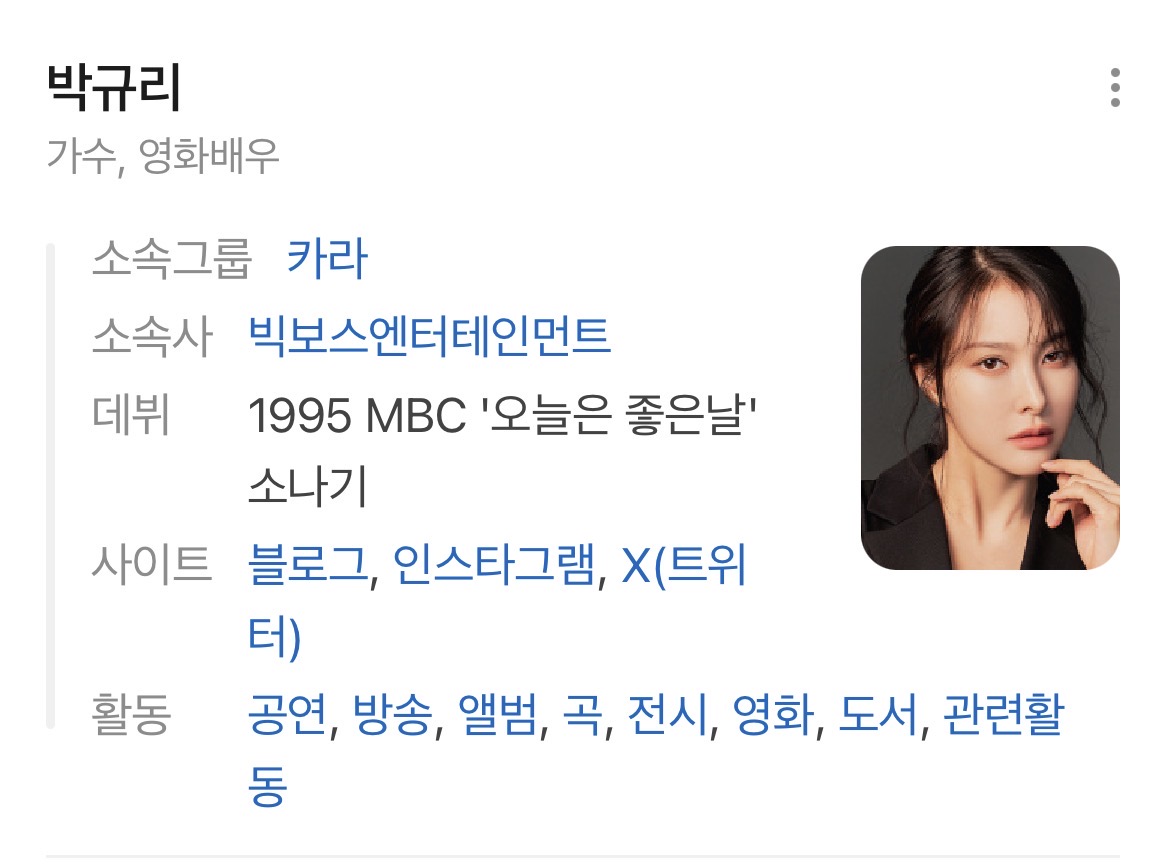 박규리
가수, 영화배우
소속그룹 카라
소속사 빅보스엔터테인먼트
데뷔 1995 MBC '오늘은 좋은날'
소나기
사이트 블로그, 인스타그램, X(트위
터)
활동 공연, 방송, 앨범, 곡, 전시, 영화, 도서, 관련활
동